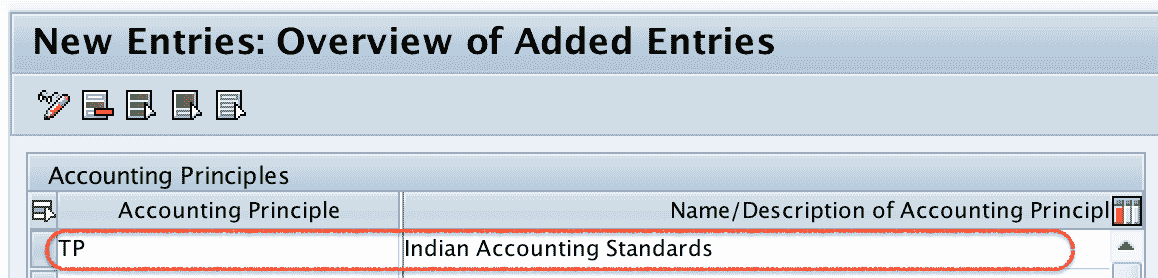 New Entries: Overview of Added Entries
Accounting Principles
Accounting Principle Name/Description of Accounting Principl
TP Indian Accounting Standards